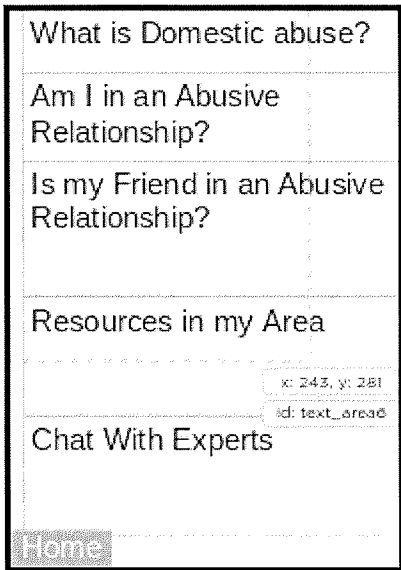 What is Domestic abuse?
Am I in an Abusive
Relationship?
Is my Friend in an Abusive
Relationship?
Resources in my Area
x: 243, y: 281
id: text_area6
Chat With Experts
Home